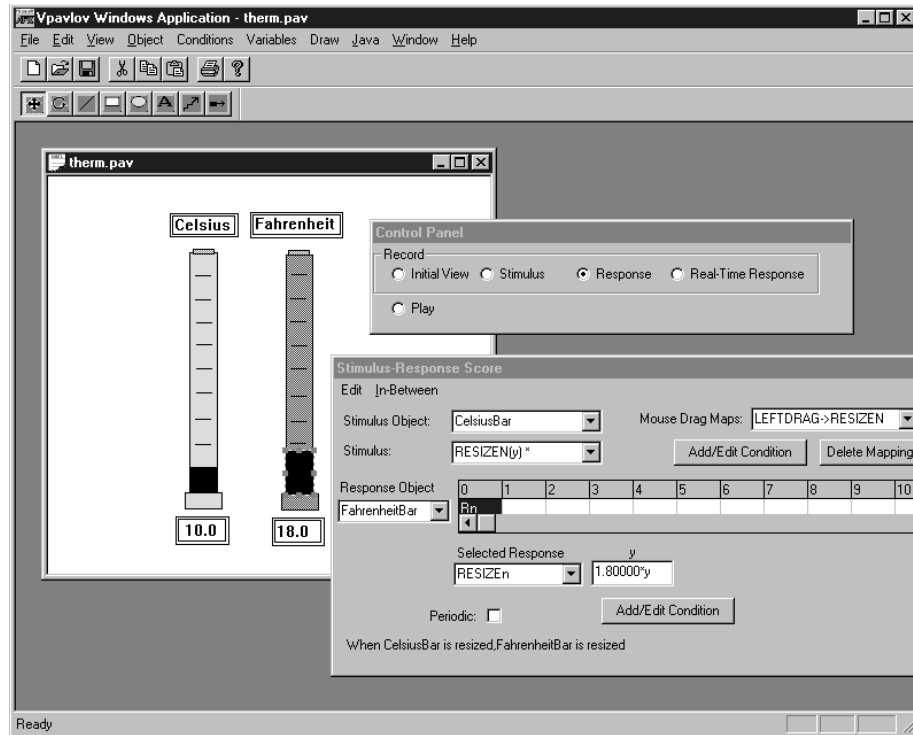 Vpavlov Windows Application - therm.pav
File Edit View Object Conditions Variables Draw Java Window Help
A
therm.pav
Celsius Fahrenheit
10.0 18.0
Control Panel
Record
Initial View Stimulus Response Real-Time Response
Play
Stimulus-Response Score
Edit In-Between
Stimulus Object: CelsiusBar Mouse Drag Maps: LEFTDRAG->RESIZEN
Stimulus: RESIZEN(y) * Add/Edit Condition Delete Mapping
Response Object 0 1 2 3 4 5 6 7 8 9 10
FahrenheitBar Rn
Selected Response y
RESIZEn 1.80000*y
Periodic: Add/Edit Condition
When CelsiusBar is resized,FahrenheitBar is resized
Ready